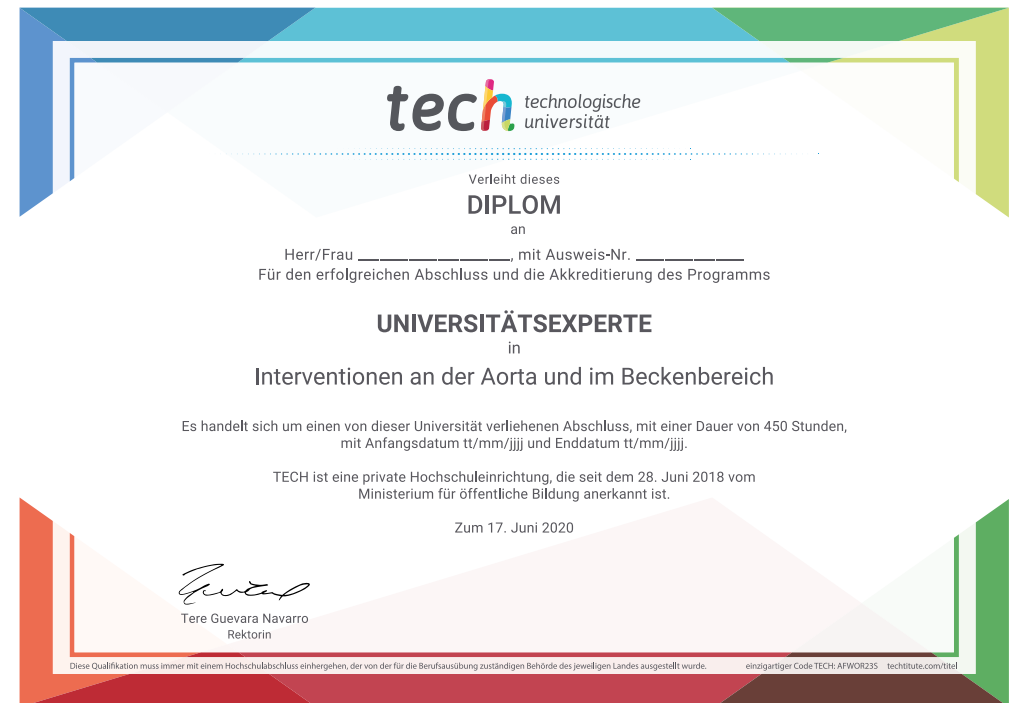 tech technologische
universität
Verleiht dieses
DIPLOM
an
Herr/Frau ____________________, mit Ausweis-Nr. ______________
Für den erfolgreichen Abschluss und die Akkreditierung des Programms
UNIVERSITÄTSEXPERTE
in
Interventionen an der Aorta und im Beckenbereich
Es handelt sich um einen von dieser Universität verliehenen Abschluss, mit einer Dauer von 450 Stunden,
mit Anfangsdatum tt/mm/jjjj und Enddatum tt/mm/jjjj.
TECH ist eine private Hochschuleinrichtung, die seit dem 28. Juni 2018 vom
Ministerium für öffentliche Bildung anerkannt ist.
Zum 17. Juni 2020
Tere Guevara Navarro
Rektorin
Diese Qualifikation muss immer mit einem Hochschulabschluss einhergehen, der von der für die Berufsausübung zuständigen Behörde des jeweiligen Landes ausgestellt wurde. einzigartiger Code TECH: AFWOR23S techtitute.com/titel